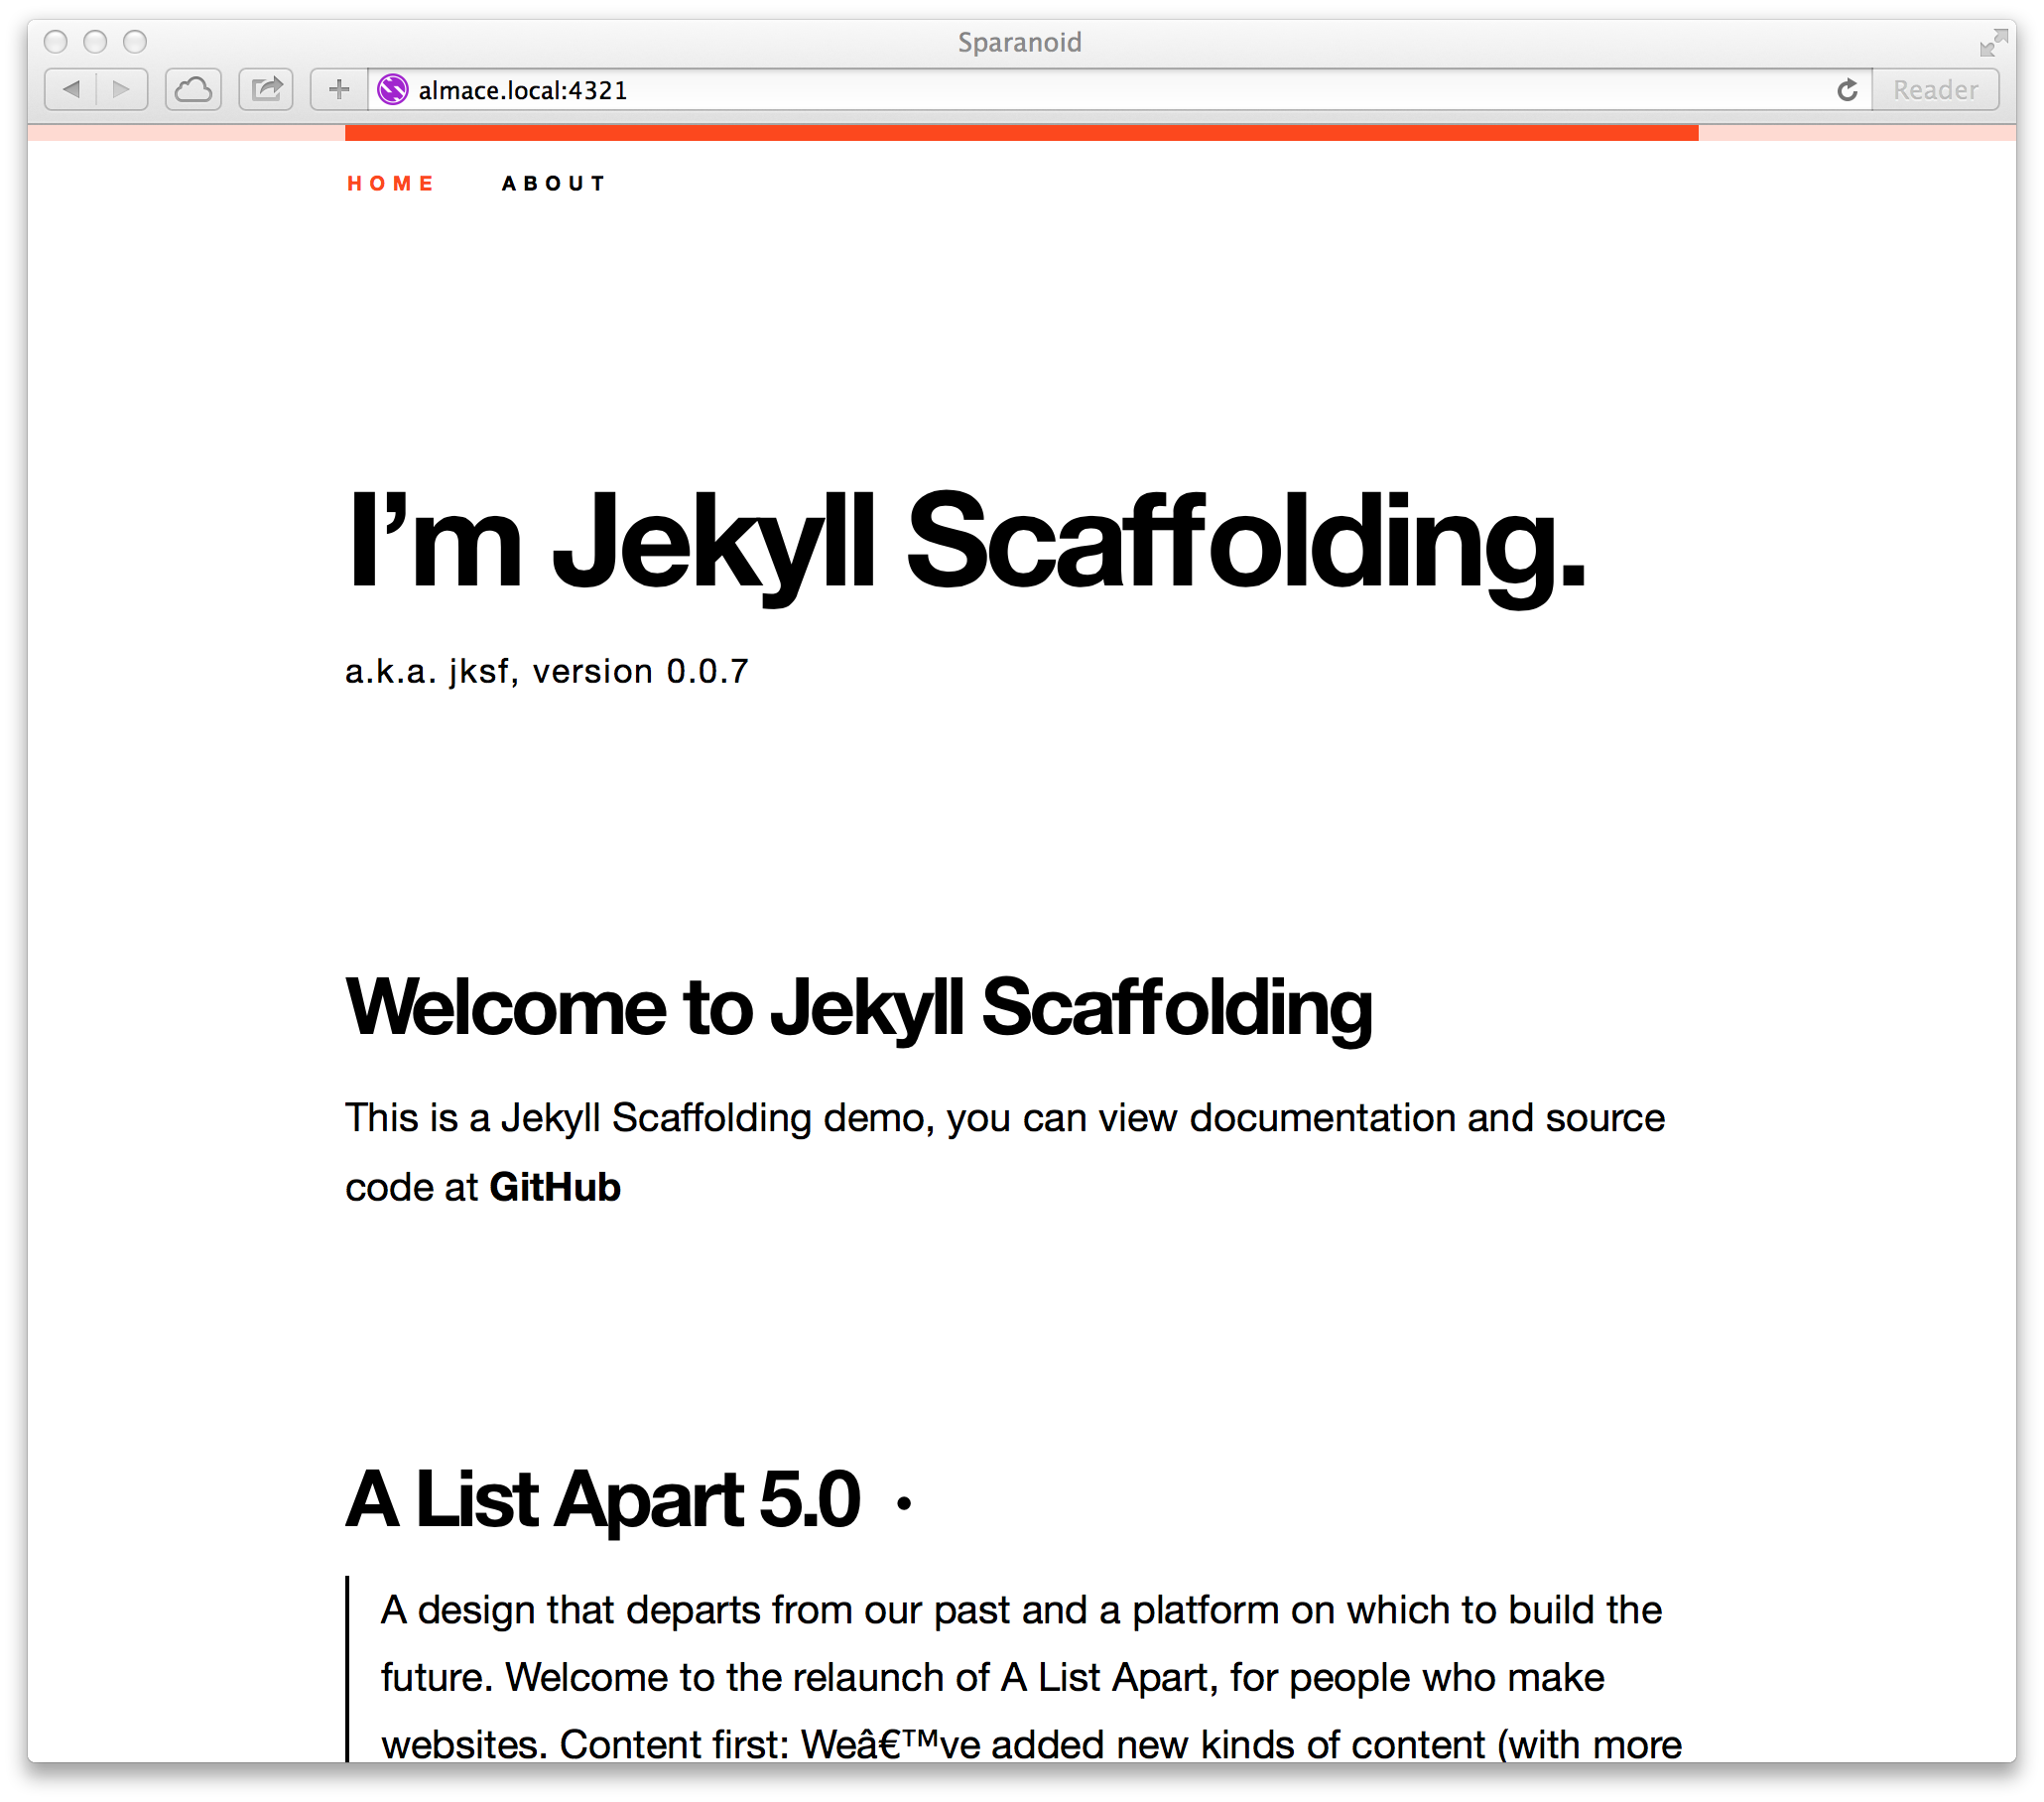 Sparanoid
almace.local:4321
Reader
HOME ABOUT
I’m Jekyll Scaffolding.
a.k.a. jksf, version 0.0.7
Welcome to Jekyll Scaffolding
This is a Jekyll Scaffolding demo, you can view documentation and source
code at GitHub
A List Apart 5.0 •
A design that departs from our past and a platform on which to build the
future. Welcome to the relaunch of A List Apart, for people who make
websites. Content first: Weâ€™ve added new kinds of content (with more